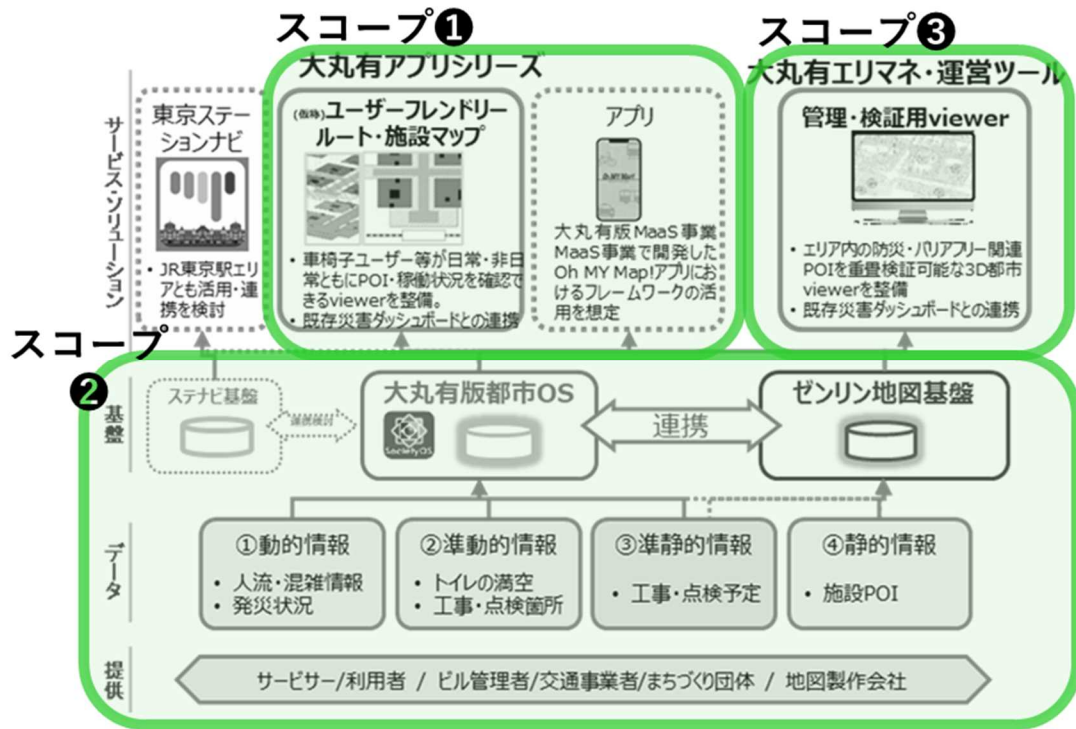 スコープ❶
スコープ❸
大丸有アプリシリーズ
大丸有エリマネ・運営ツール
サービス・ソリューション
東京ステー
ションナビ
・JR東京駅エリ
アとも活用・連
携を検討
(仮称)ユーザーフレンドリー
ルート・施設マップ
・車椅子ユーザー等が日常・非日
常ともにPOI・稼働状況を確認で
きるviewerを整備。
・既存災害ダッシュボードとの連携
アプリ
Oh MY Map!
大丸有版MaaS事業
MaaS事業で開発した
Oh MY Map!アプリにお
けるフレームワークの活
用を想定
管理・検証用viewer
・エリア内の防災・バリアフリー関連
POIを重畳検証可能な3D都市
viewerを整備
・既存災害ダッシュボードとの連携
スコープ
❷
基盤
ステナビ基盤
連携検討
大丸有版都市OS
SocietyOS
連携
ゼンリン地図基盤
データ
①動的情報
・人流・混雑情報
・発災状況
②準動的情報
・トイレの満空
・工事・点検箇所
③準静的情報
・工事・点検予定
④静的情報
・施設POI
提供
サービサー/利用者 / ビル管理者/交通事業者/まちづくり団体 / 地図製作会社